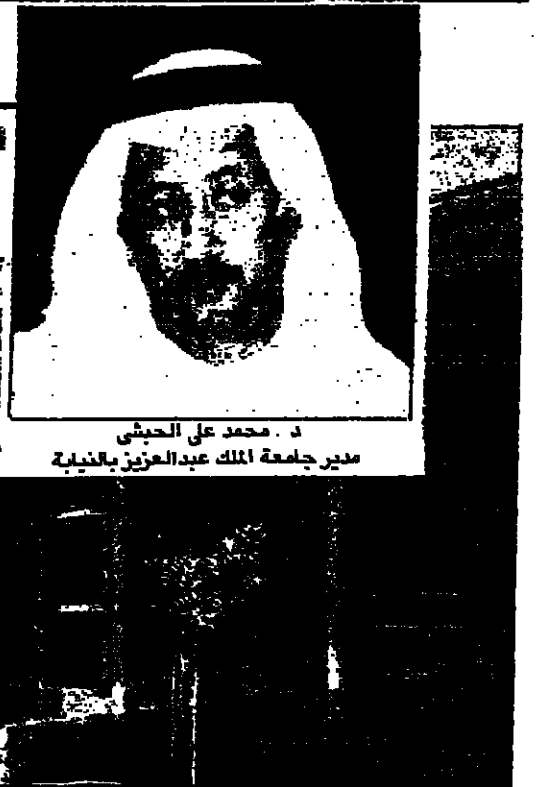 د . محمد على الحبشى
مدير جامعة الملك عبدالعزيز بالنيابة